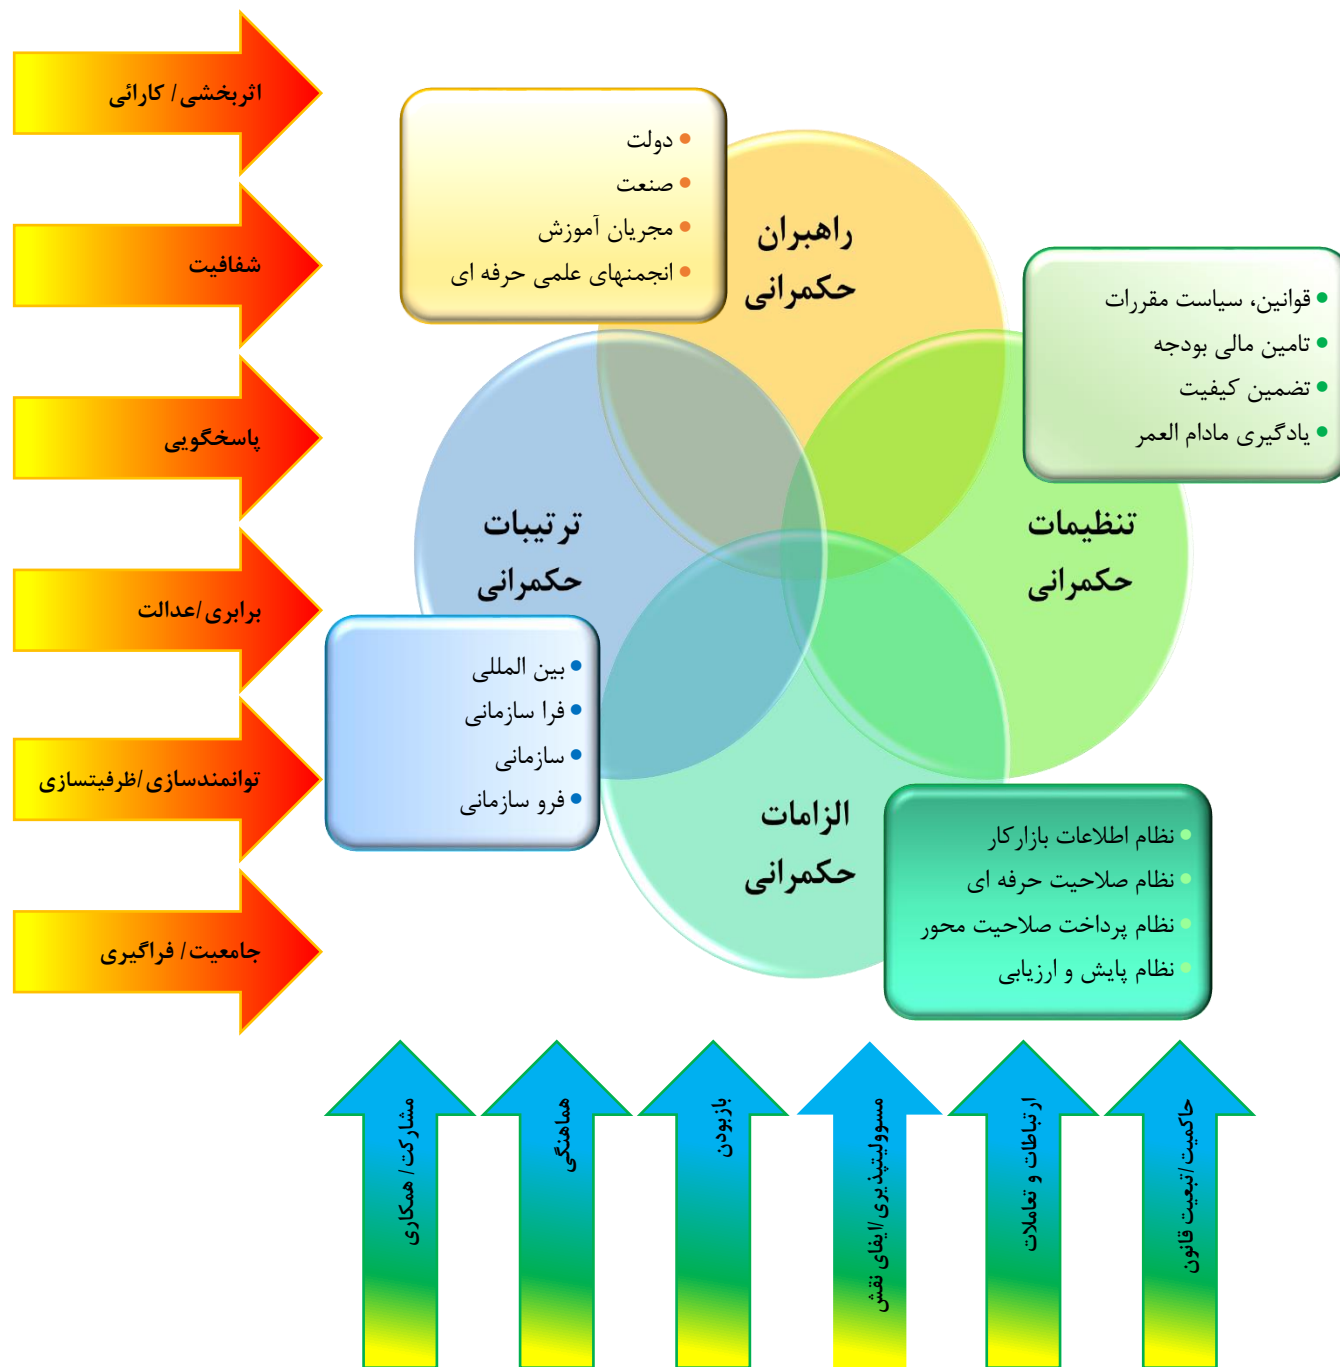 اثربخشی/ کارائی
شفافیت
پاسخگویی
برابری/عدالت
توانمندسازی/ظرفیتسازی
جامعیت/ فراگیری
• دولت
• صنعت
• مجریان آموزش
• انجمنهای علمی حرفه ای
راهبران
حکمرانی
• قوانین، سیاست مقررات
• تامین مالی بودجه
• تضمین کیفیت
• یادگیری مادام العمر
تنظیمات
حکمرانی
ترتیبات
حکمرانی
• بین المللی
• فرا سازمانی
• سازمانی
• فرو سازمانی
الزامات
حکمرانی
• نظام اطلاعات بازارکار
• نظام صلاحیت حرفه ای
• نظام پرداخت صلاحیت محور
• نظام پایش و ارزیابی
مشارکت/ همکاری
هماهنگی
بازبودن
مسوولیتپذیری/ایفای نقش
ارتباطات و تعاملات
حاکمیت/تبعیت قانون